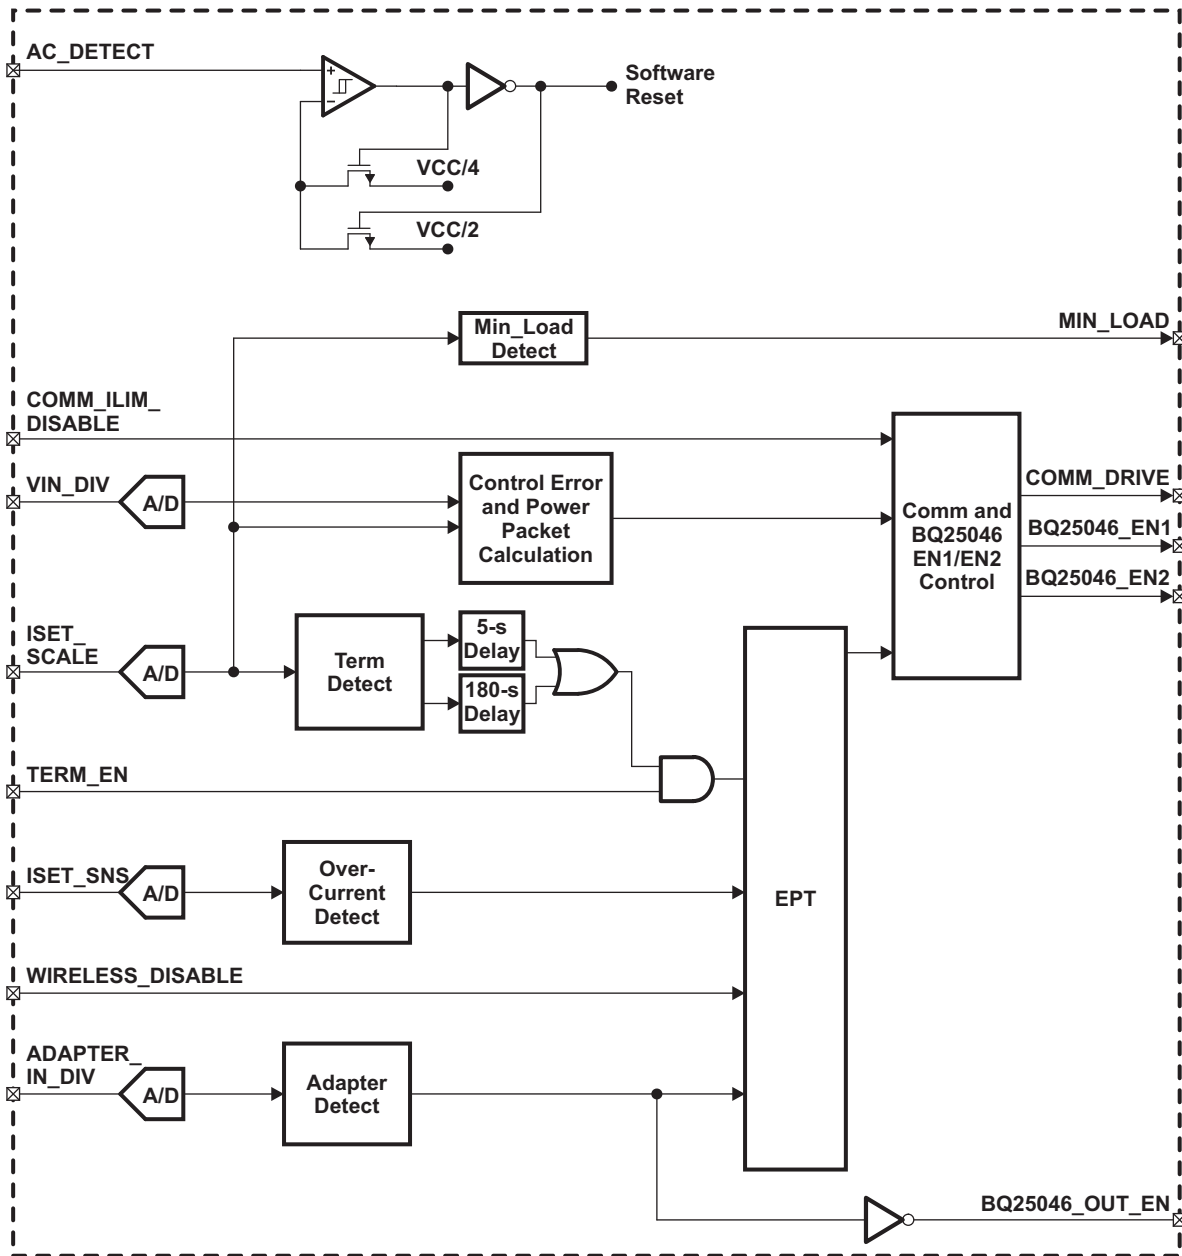 AC_DETECT
+
−
Software
Reset
VCC/4
VCC/2
Min_Load
Detect
MIN_LOAD
COMM_ILIM_
DISABLE
VIN_DIV
A/D
Control Error
and Power
Packet
Calculation
Comm and
BQ25046
EN1/EN2
Control
COMM_DRIVE
BQ25046_EN1
BQ25046_EN2
ISET_
SCALE
A/D
Term
Detect
5-s
Delay
180-s
Delay
TERM_EN
ISET_SNS
A/D
Over-
Current
Detect
EPT
WIRELESS_DISABLE
ADAPTER_
IN_DIV
A/D
Adapter
Detect
BQ25046_OUT_EN